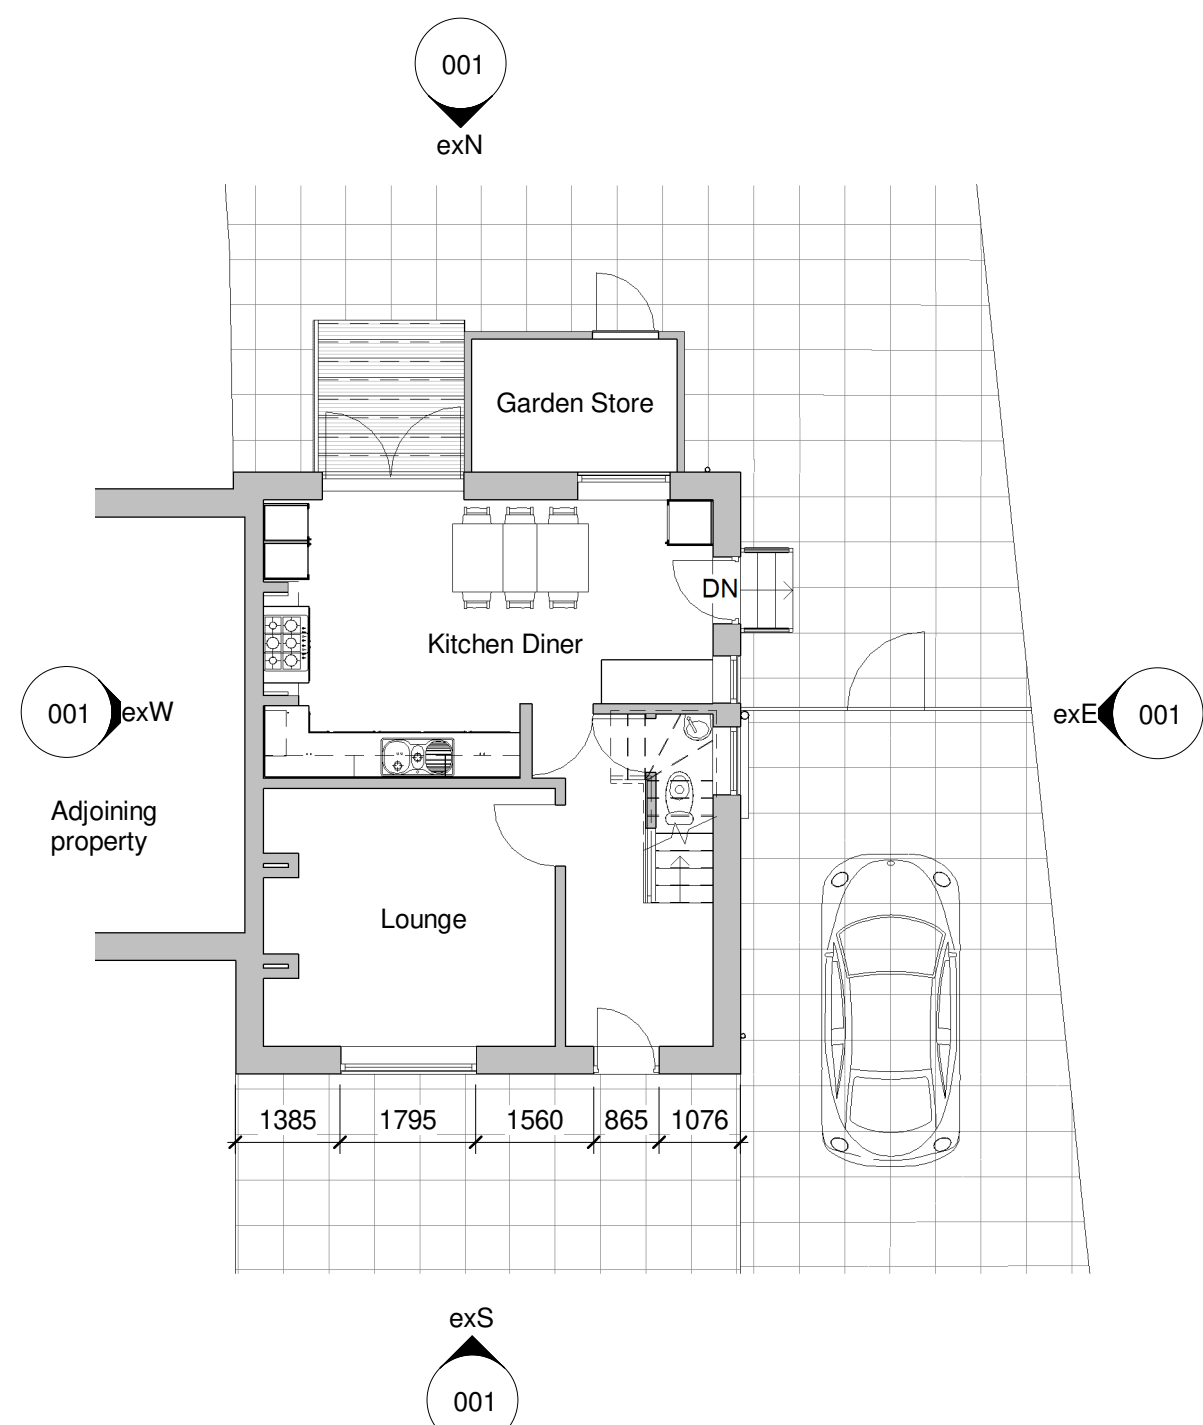 001
exN
Garden Store
DN
Kitchen Diner
001
exW
exE
001
Adjoining
property
Lounge
1385
1795
1560
865
1076
exS
001